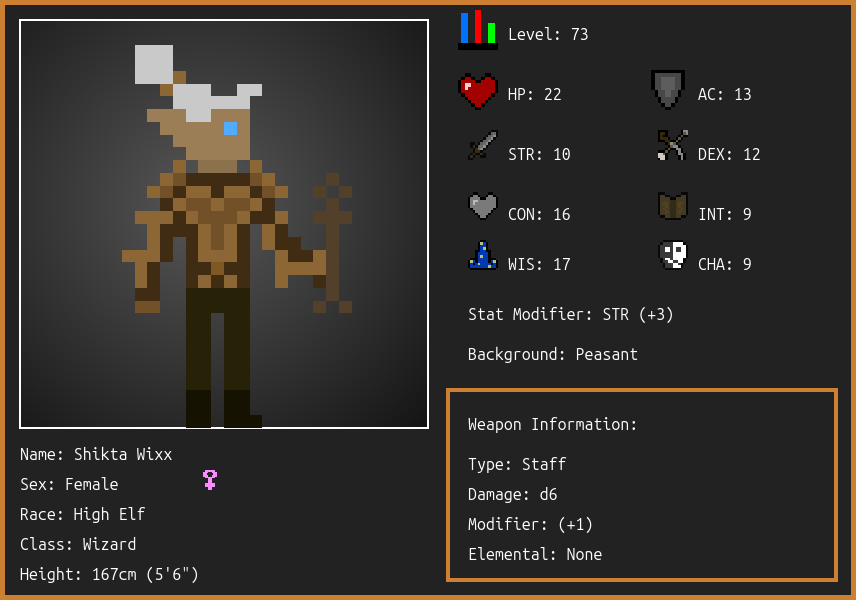 Level: 73
HP: 22
AC: 13
STR: 10
DEX: 12
CON: 16
INT: 9
WIS: 17
CHA: 9
Stat Modifier: STR (+3)
Background: Peasant
Weapon Information:
Type: Staff
Damage: d6
Modifier: (+1)
Elemental: None
Name: Shikta Wixx
Sex: Female
Race: High Elf
Class: Wizard
Height: 167cm (5'6")